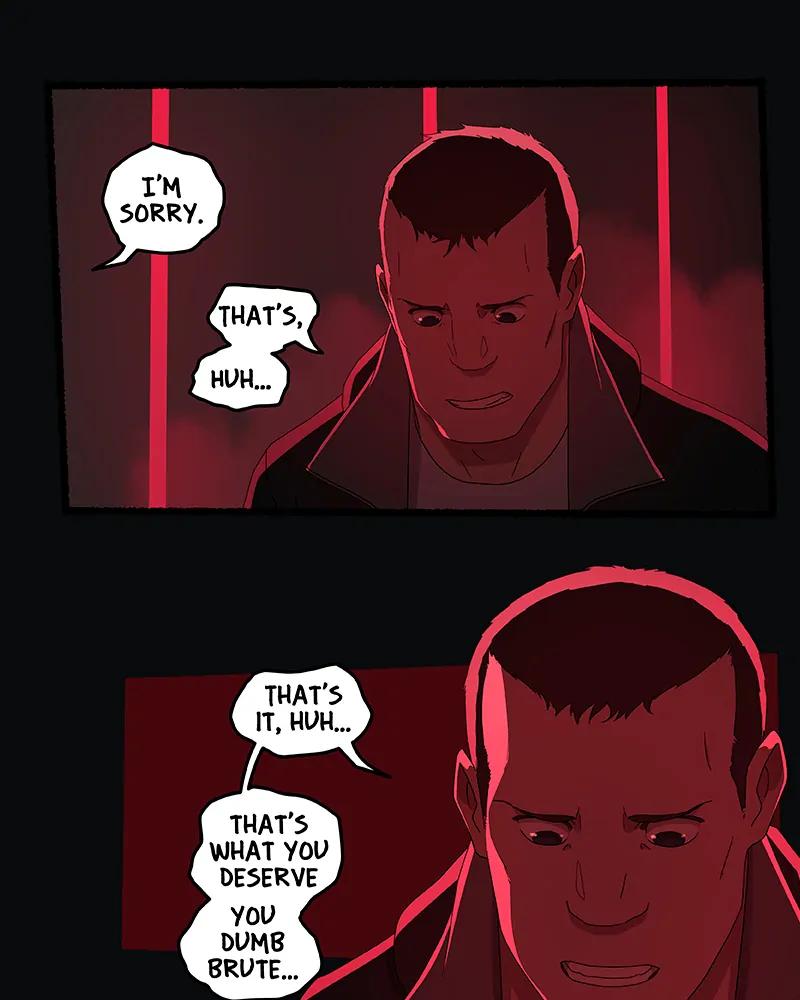 I'M
SORRY.
THAT'S,
HUH...
THAT'S
IT, HUH...
THAT'S
WHAT YOU
DESERVE
YOU
DUMB
BRUTE...